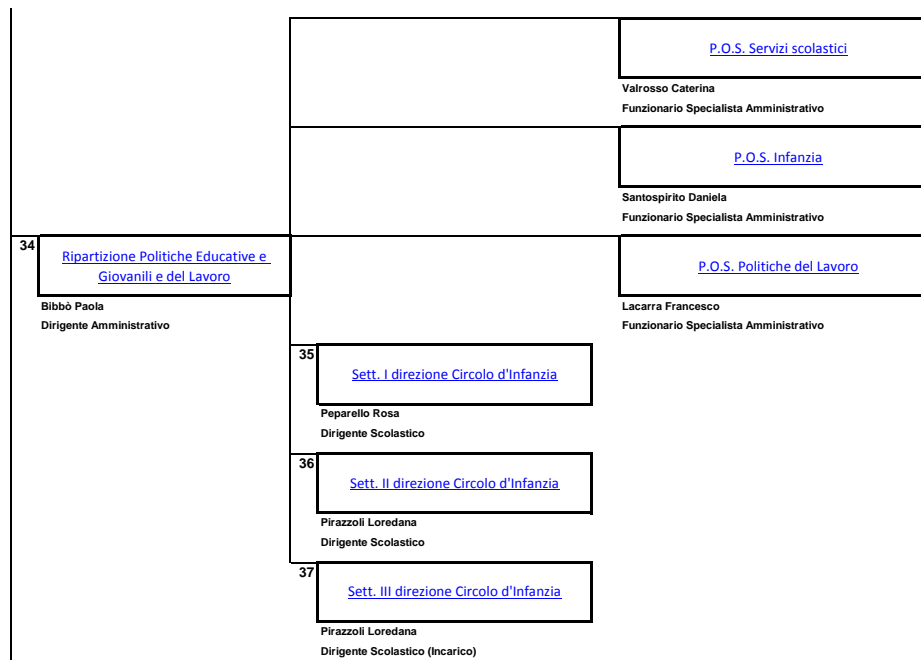 P.O.S. Servizi scolastici
Valrosso Caterina
Funzionario Specialista Amministrativo
P.O.S. Infanzia
Santospirito Daniela
Funzionario Specialista Amministrativo
34
Ripartizione Politiche Educative e
Giovanili e del Lavoro
Bibbò Paola
Dirigente Amministrativo
P.O.S. Politiche del Lavoro
Lacarra Francesco
Funzionario Specialista Amministrativo
35
Sett. I direzione Circolo d'Infanzia
Peparello Rosa
Dirigente Scolastico
36
Sett. II direzione Circolo d'Infanzia
Pirazzoli Loredana
Dirigente Scolastico
37
Sett. III direzione Circolo d'Infanzia
Pirazzoli Loredana
Dirigente Scolastico (Incarico)